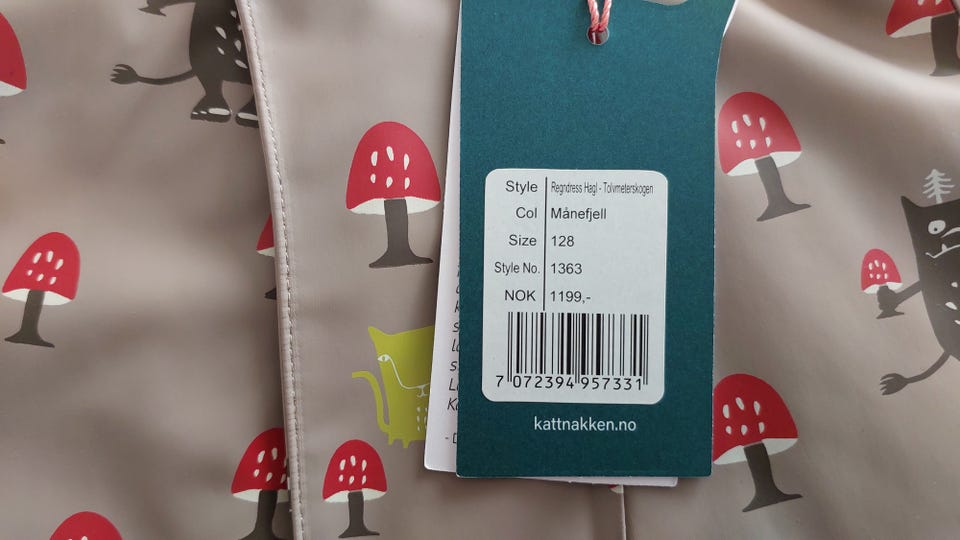 Style Regndress Hagl - Tolvmeterskogen
Col Månefjell
Size 128
Style No. 1363
NOK 1199,-
7 072394 957331
kattnakken.no